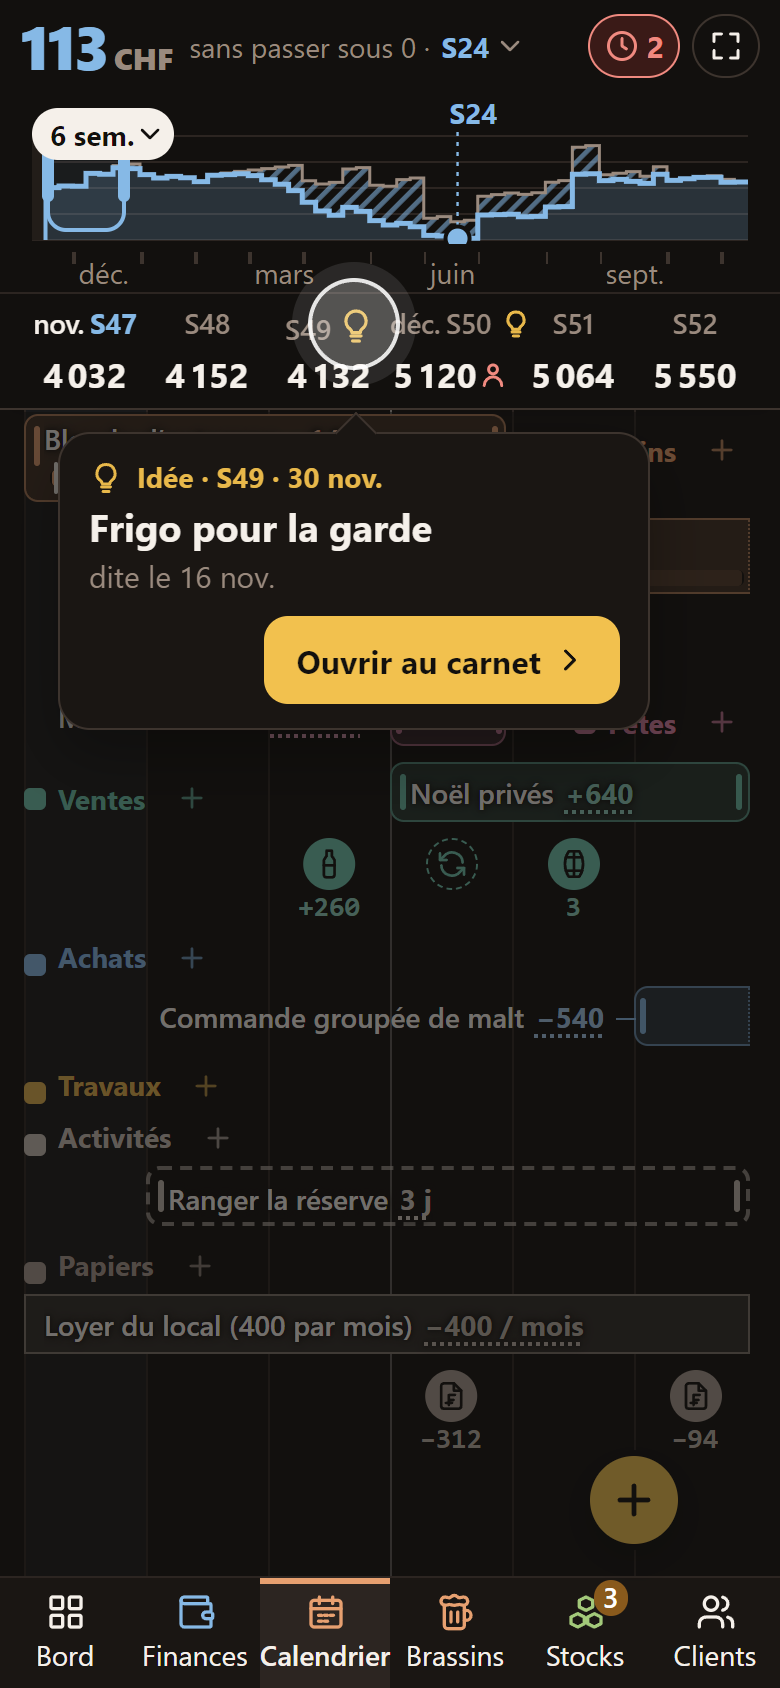 113 CHF sans passer sous 0 · S24
2
S24
6 sem.
déc. mars juin sept.
nov. S47 S48 S49 déc. S50 S51 S52
4 032 4 152 4 132 5 120 5 064 5 550
Idée · S49 · 30 nov.
Frigo pour la garde
dite le 16 nov.
Ouvrir au carnet
Ventes
Noël privés +640
+260 3
Achats
Commande groupée de malt −540
Travaux
Activités
Ranger la réserve 3 j
Papiers
Loyer du local (400 par mois) −400 / mois
−312 −94
3
Bord Finances Calendrier Brassins Stocks Clients